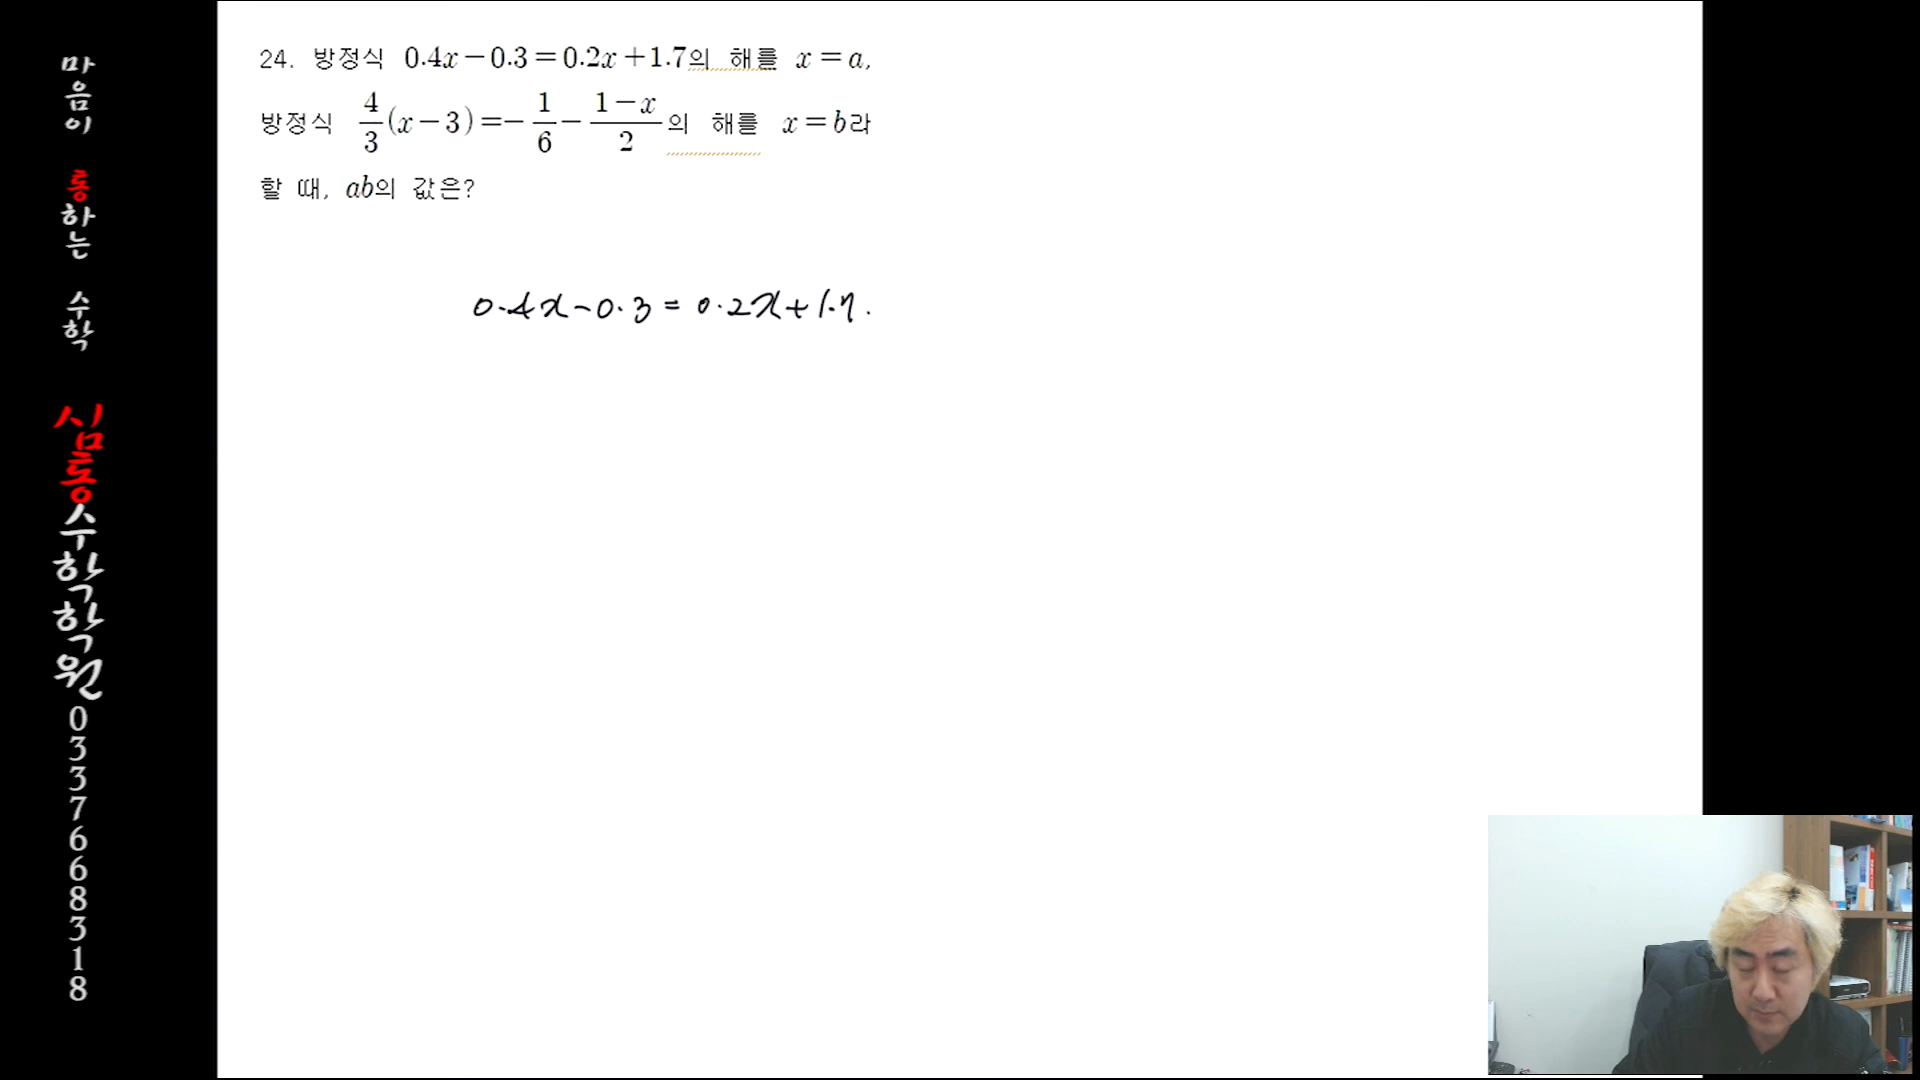 마음이 통하는 수학 심통수학학원 0337668318
24. 방정식 0.4x－0.3＝0.2x＋1.7의 해를 x＝a,
방정식 4/3(x－3)＝－1/6－(1－x)/2의 해를 x＝b라
할 때, ab의 값은?
0.4x－0.3 = 0.2x＋1.7.